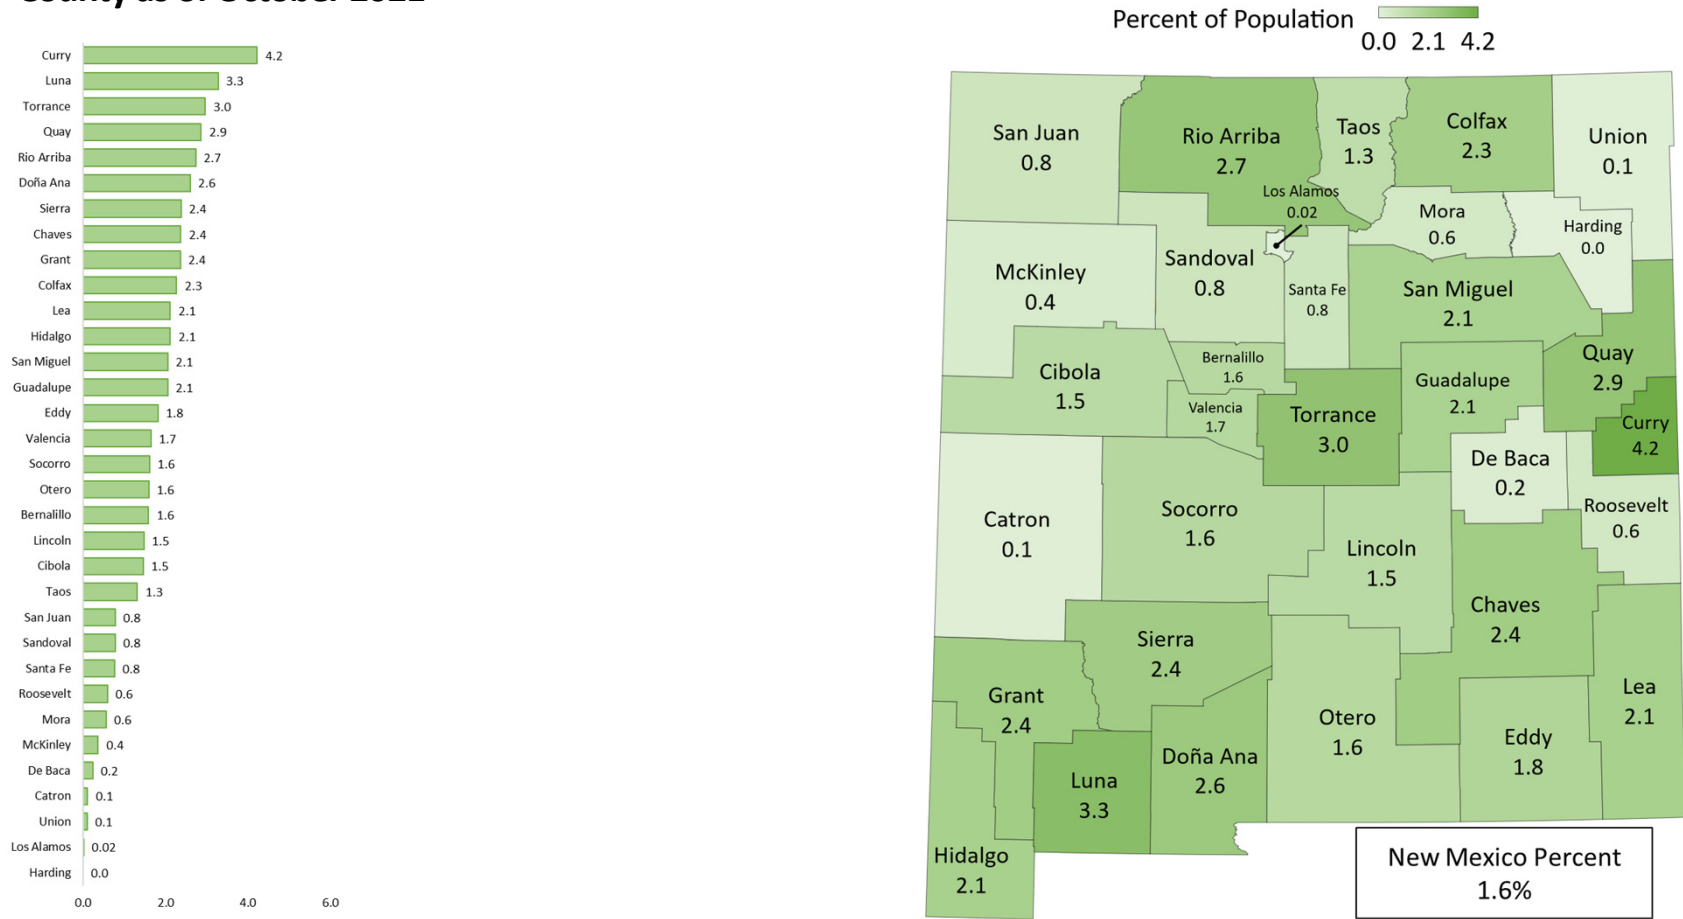 County as of October 2021
Curry 4.2
Luna 3.3
Torrance 3.0
Quay 2.9
Rio Arriba 2.7
Doña Ana 2.6
Sierra 2.4
Chaves 2.4
Grant 2.4
Colfax 2.3
Lea 2.1
Hidalgo 2.1
San Miguel 2.1
Guadalupe 2.1
Eddy 1.8
Valencia 1.7
Socorro 1.6
Otero 1.6
Bernalillo 1.6
Lincoln 1.5
Cibola 1.5
Taos 1.3
San Juan 0.8
Sandoval 0.8
Santa Fe 0.8
Roosevelt 0.6
Mora 0.6
McKinley 0.4
De Baca 0.2
Catron 0.1
Union 0.1
Los Alamos 0.02
Harding 0.0
0.0 2.0 4.0 6.0
Percent of Population
0.0 2.1 4.2
San Juan
0.8
Rio Arriba
2.7
Taos
1.3
Colfax
2.3
Union
0.1
Los Alamos
0.02
Mora
0.6
Harding
0.0
McKinley
0.4
Sandoval
0.8
Santa Fe
0.8
San Miguel
2.1
Quay
2.9
Cibola
1.5
Bernalillo
1.6
Valencia
1.7
Torrance
3.0
Guadalupe
2.1
Curry
4.2
De Baca
0.2
Roosevelt
0.6
Catron
0.1
Socorro
1.6
Lincoln
1.5
Chaves
2.4
Sierra
2.4
Grant
2.4
Otero
1.6
Lea
2.1
Eddy
1.8
Doña Ana
2.6
Luna
3.3
Hidalgo
2.1
New Mexico Percent
1.6%